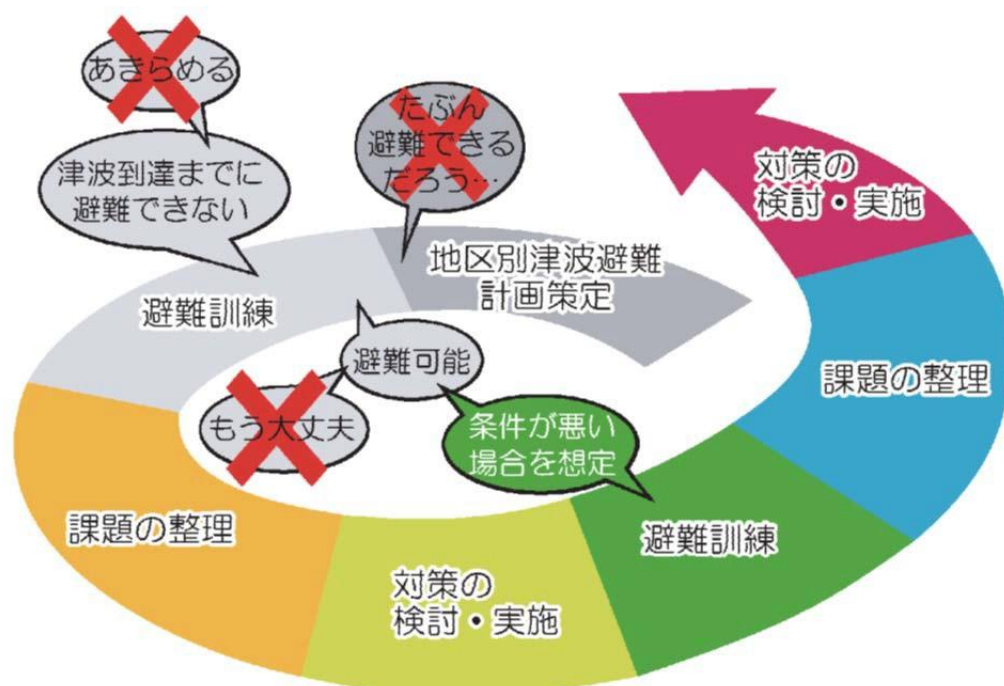 あきらめる
津波到達までに
避難できない
たぶん
避難できる
だろう…
地区別津波避難
計画策定
避難訓練
避難可能
もう大丈夫
条件が悪い
場合を想定
課題の整理
対策の
検討・実施
避難訓練
課題の整理
対策の
検討・実施